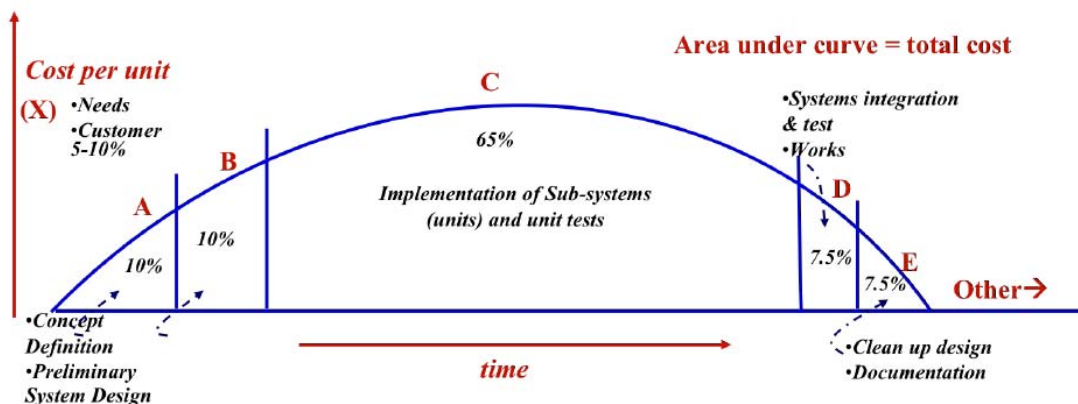 Area under curve = total cost
Cost per unit
(X)
•Needs
•Customer
5-10%
C
•Systems integration
& test
•Works
65%
B
Implementation of Sub-systems
(units) and unit tests
A
D
10%
10%
7.5%
E
7.5%
Other→
•Concept
Definition
•Preliminary
System Design
time
•Clean up design
•Documentation